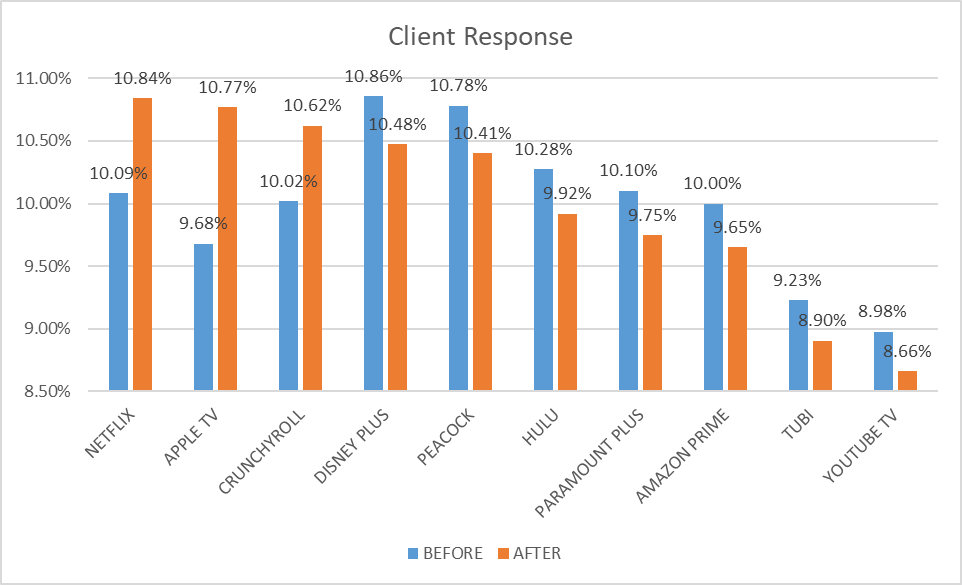 Client Response
11.00%
10.50%
10.00%
9.50%
9.00%
8.50%
10.09%
10.84%
9.68%
10.77%
10.02%
10.62%
10.86%
10.48%
10.78%
10.41%
10.28%
9.92%
10.10%
9.75%
10.00%
9.65%
9.23%
8.90%
8.98%
8.66%
NETFLIX
APPLE TV
CRUNCHYROLL
DISNEY PLUS
PEACOCK
HULU
PARAMOUNT PLUS
AMAZON PRIME
TUBI
YOUTUBE TV
BEFORE AFTER